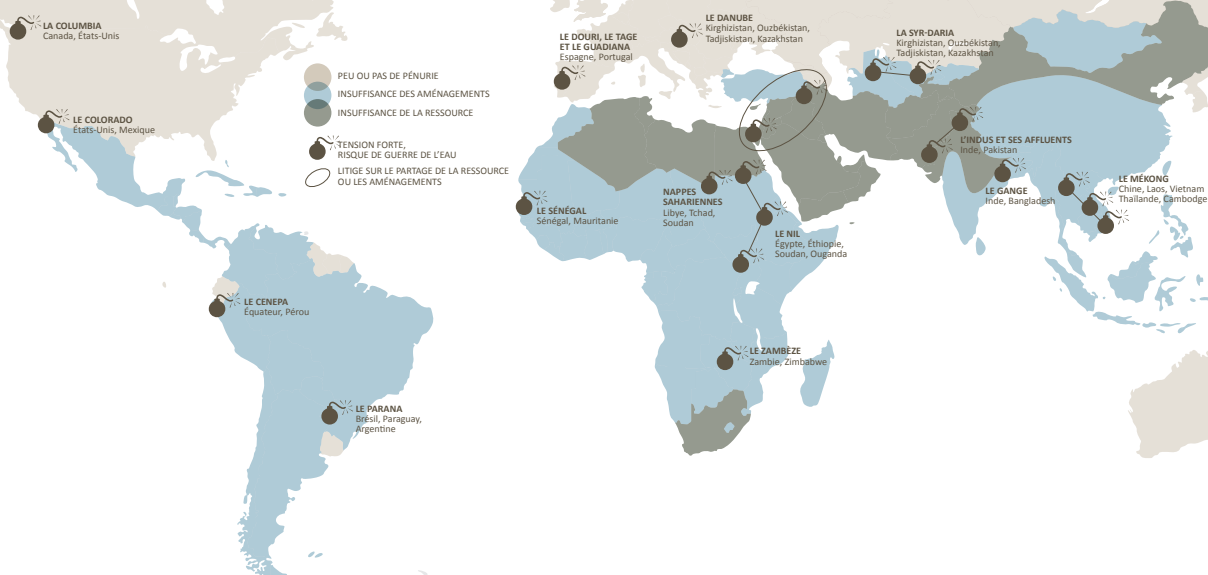 LA COLUMBIA
Canada, États-Unis
LE COLORADO
États-Unis, Mexique
PEU OU PAS DE PÉNURIE
INSUFFISANCE DES AMÉNAGEMENTS
INSUFFISANCE DE LA RESSOURCE
TENSION FORTE,
RISQUE DE GUERRE DE L'EAU
LITIGE SUR LE PARTAGE DE LA RESSOURCE
OU LES AMÉNAGEMENTS
LE CENEPA
Équateur, Pérou
LE PARANA
Brésil, Paraguay,
Argentine
LE DOURI, LE TAGE
ET LE GUADIANA
Espagne, Portugal
LE DANUBE
Kirghizistan, Ouzbékistan,
Tadjikistan, Kazakhstan
LA SYR-DARIA
Kirghizistan, Ouzbékistan,
Tadjiskistan, Kazakhstan
LE SÉNÉGAL
Sénégal, Mauritanie
NAPPES
SAHARIENNES
Libye, Tchad,
Soudan
LE NIL
Égypte, Éthiopie,
Soudan, Ouganda
LE ZAMBÈZE
Zambie, Zimbabwe
L'INDUS ET SES AFFLUENTS
Inde, Pakistan
LE GANGE
Inde, Bangladesh
LE MÉKONG
Chine, Laos, Vietnam
Thaïlande, Cambodge